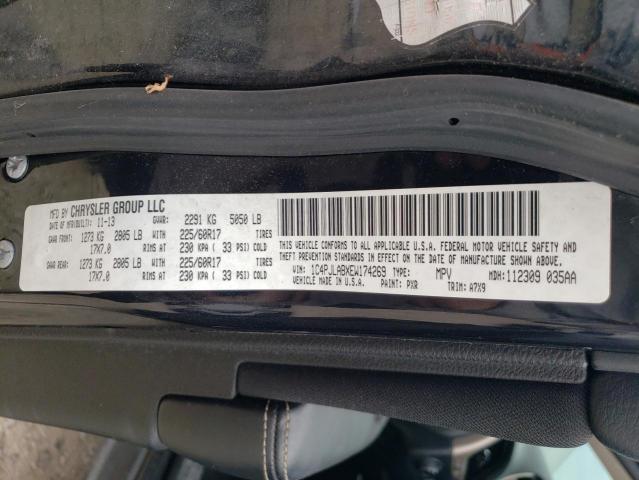 MFD BY CHRYSLER GROUP LLC
DATE OF MFR(BUILT): 11-13 GVWR: 2291 KG 5050 LB
GAWR FRONT: 1273 KG 2805 LB WITH 225/60R17 TIRES
17X7.0 RIMS AT 230 KPA ( 33 PSI) COLD
GAWR REAR: 1273 KG 2805 LB WITH 225/60R17 TIRES
17X7.0 RIMS AT 230 KPA ( 33 PSI) COLD
THIS VEHICLE CONFORMS TO ALL APPLICABLE U.S.A. FEDERAL MOTOR VEHICLE SAFETY AND
THEFT PREVENTION STANDARDS IN EFFECT ON THE DATE OF MANUFACTURE SHOWN ABOVE.
VIN: 1C4PJLABXEW174269 TYPE: MPV MDH: 112309 035AA
VEHICLE MADE IN U.S.A. PAINT: PXR TRIM: A7X9